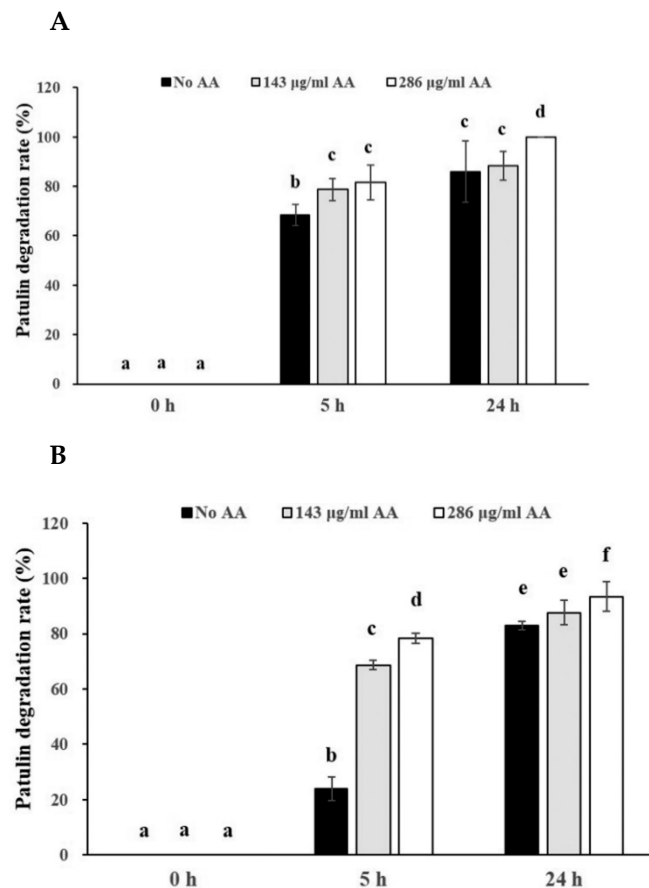 A
No AA 143 µg/ml AA 286 µg/ml AA
Patulin degradation rate (%)
120
100
80
60
40
20
0
b c c
c c d
a a a
0 h 5 h 24 h
B
No AA 143 µg/ml AA 286 µg/ml AA
Patulin degradation rate (%)
120
100
80
60
40
20
0
b c d
e e f
a a a
0 h 5 h 24 h